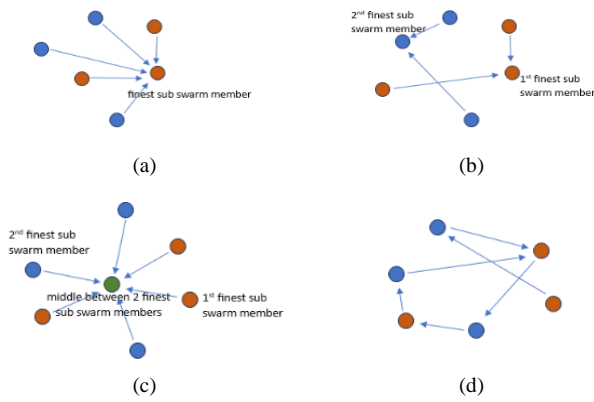 finest sub swarm member
(a)
2nd finest sub
swarm member
1st finest sub
swarm member
(b)
2nd finest sub
swarm member
middle between 2 finest
sub swarm members
1st finest sub
swarm member
(c)
(d)